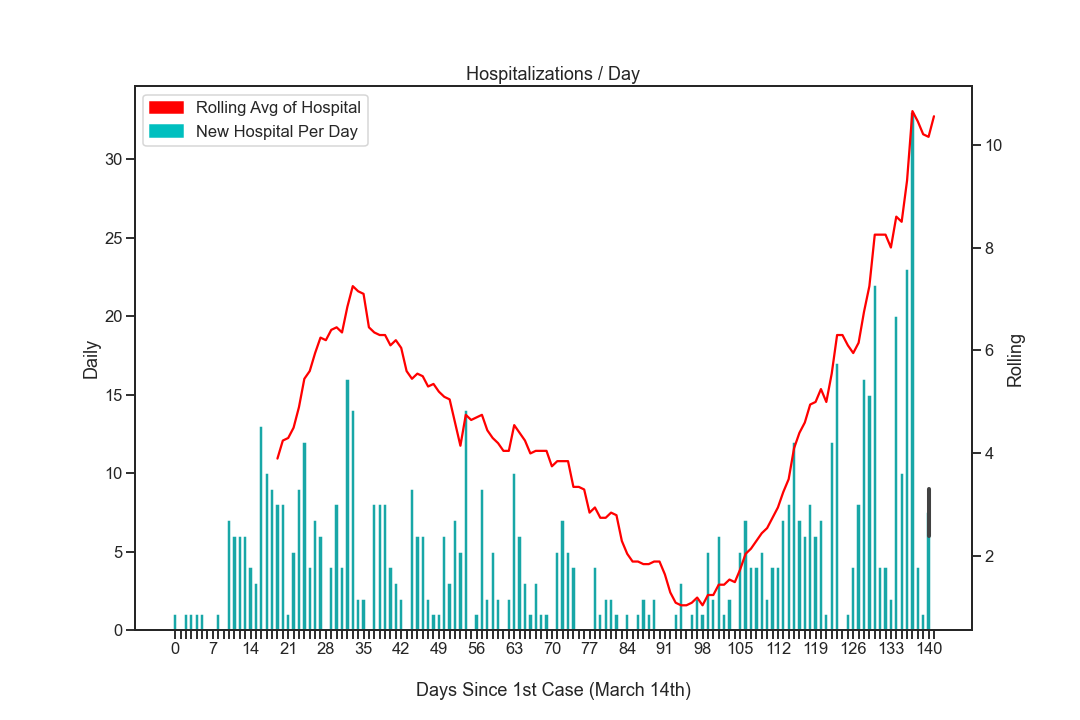 Hospitalizations / Day
Rolling Avg of Hospital
New Hospital Per Day
Daily
30
25
20
15
10
5
0
Rolling
10
8
6
4
2
0 7 14 21 28 35 42 49 56 63 70 77 84 91 98 105 112 119 126 133 140
Days Since 1st Case (March 14th)